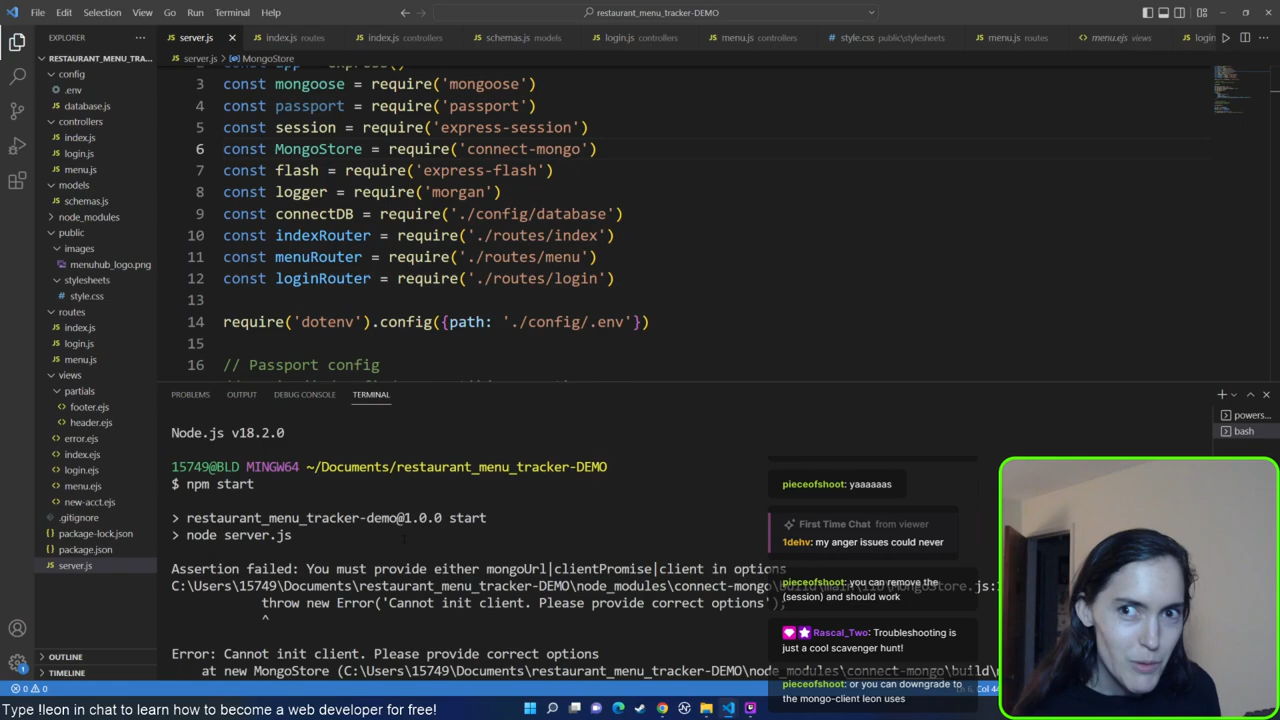 File Edit Selection View Go Run Terminal Help
restaurant_menu_tracker-DEMO
EXPLORER
server.js
index.js routes
index.js controllers
schemas.js models
login.js controllers
menu.js controllers
style.css public\stylesheets
menu.js routes
menu.ejs views
login
server.js > MongoStore
RESTAURANT_MENU_TRA...
config
.env
database.js
controllers
index.js
login.js
menu.js
models
schemas.js
node_modules
public
images
menuhub_logo.png
stylesheets
style.css
routes
index.js
login.js
menu.js
views
partials
footer.ejs
header.ejs
error.ejs
index.ejs
login.ejs
menu.ejs
new-acct.ejs
.gitignore
package-lock.json
package.json
server.js
OUTLINE
TIMELINE
3 const mongoose = require('mongoose')
4 const passport = require('passport')
5 const session = require('express-session')
6 const MongoStore = require('connect-mongo')
7 const flash = require('express-flash')
8 const logger = require('morgan')
9 const connectDB = require('./config/database')
10 const indexRouter = require('./routes/index')
11 const menuRouter = require('./routes/menu')
12 const loginRouter = require('./routes/login')
13
14 require('dotenv').config({path: './config/.env'})
15
16 // Passport config
PROBLEMS OUTPUT DEBUG CONSOLE TERMINAL
powers...
bash
Node.js v18.2.0
15749@BLD MINGW64 ~/Documents/restaurant_menu_tracker-DEMO
$ npm start
> restaurant_menu_tracker-demo@1.0.0 start
> node server.js
Assertion failed: You must provide either mongoUrl|clientPromise|client in options
C:\Users\15749\Documents\restaurant_menu_tracker-DEMO\node_modules\connect-mongo\build\main\lib\MongoStore.js:1
throw new Error('Cannot init client. Please provide correct options');
^
Error: Cannot init client. Please provide correct options
at new MongoStore (C:\Users\15749\Documents\restaurant_menu_tracker-DEMO\node_modules\connect-mongo\build\
pieceofshoot: yaaaaaas
First Time Chat from viewer
1dehv: my anger issues could never
pieceofshoot: you can remove the
(session) and should work
Rascal_Two: Troubleshooting is
just a cool scavenger hunt!
pieceofshoot: or you can downgrade to
the mongo-client leon uses
1
0 0
Type !leon in chat to learn how to become a web developer for free!